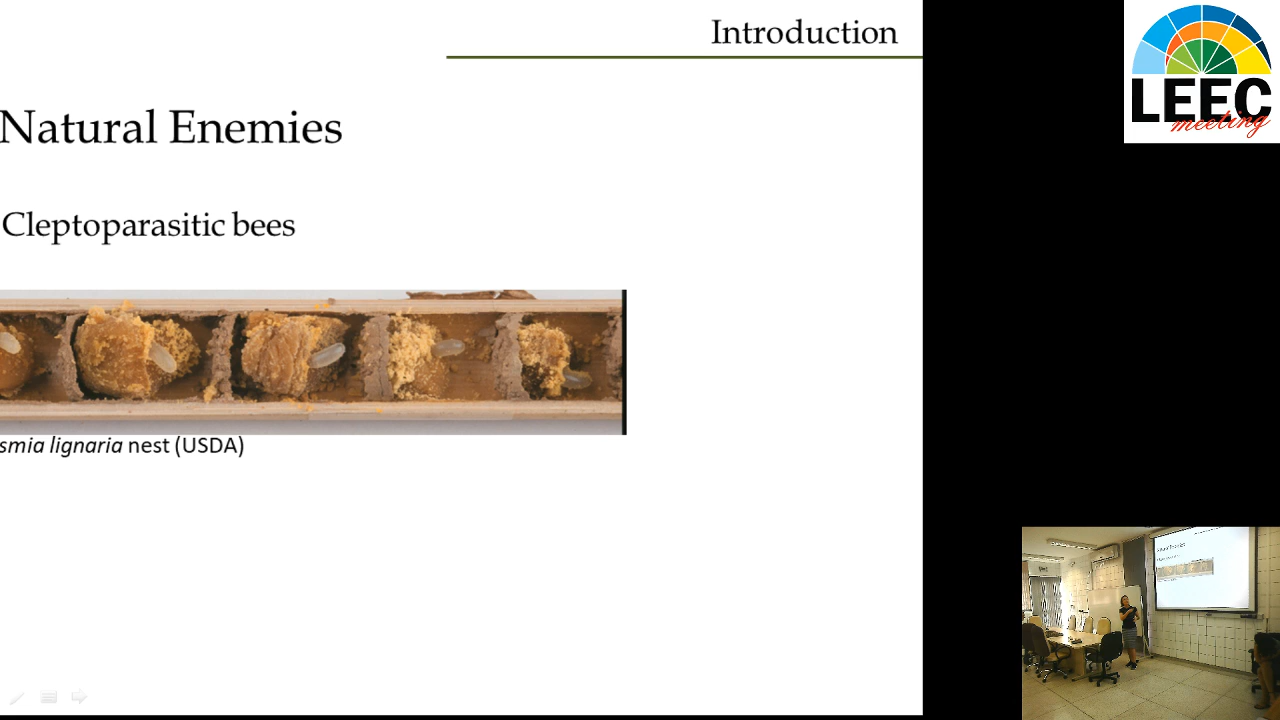 Introduction
Natural Enemies
Cleptoparasitic bees
smia lignaria nest (USDA)
LEEC
meeting